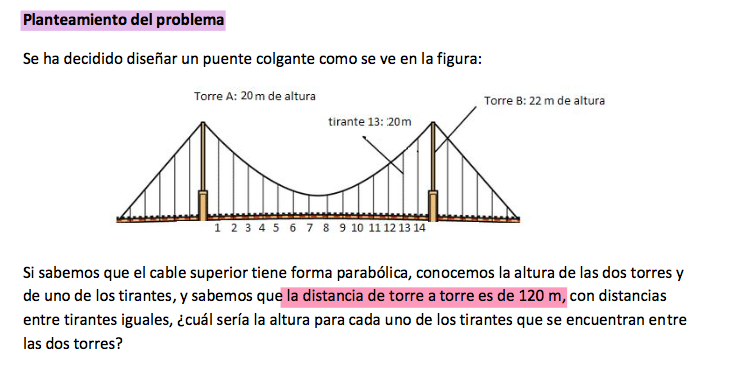 Planteamiento del problema
Se ha decidido diseñar un puente colgante como se ve en la figura:
Torre A: 20 m de altura
Torre B: 22 m de altura
tirante 13: 20m
1 2 3 4 5 6 7 8 9 10 11 12 13 14
Si sabemos que el cable superior tiene forma parabólica, conocemos la altura de las dos torres y
de uno de los tirantes, y sabemos que la distancia de torre a torre es de 120 m, con distancias
entre tirantes iguales, ¿cuál sería la altura para cada uno de los tirantes que se encuentran entre
las dos torres?